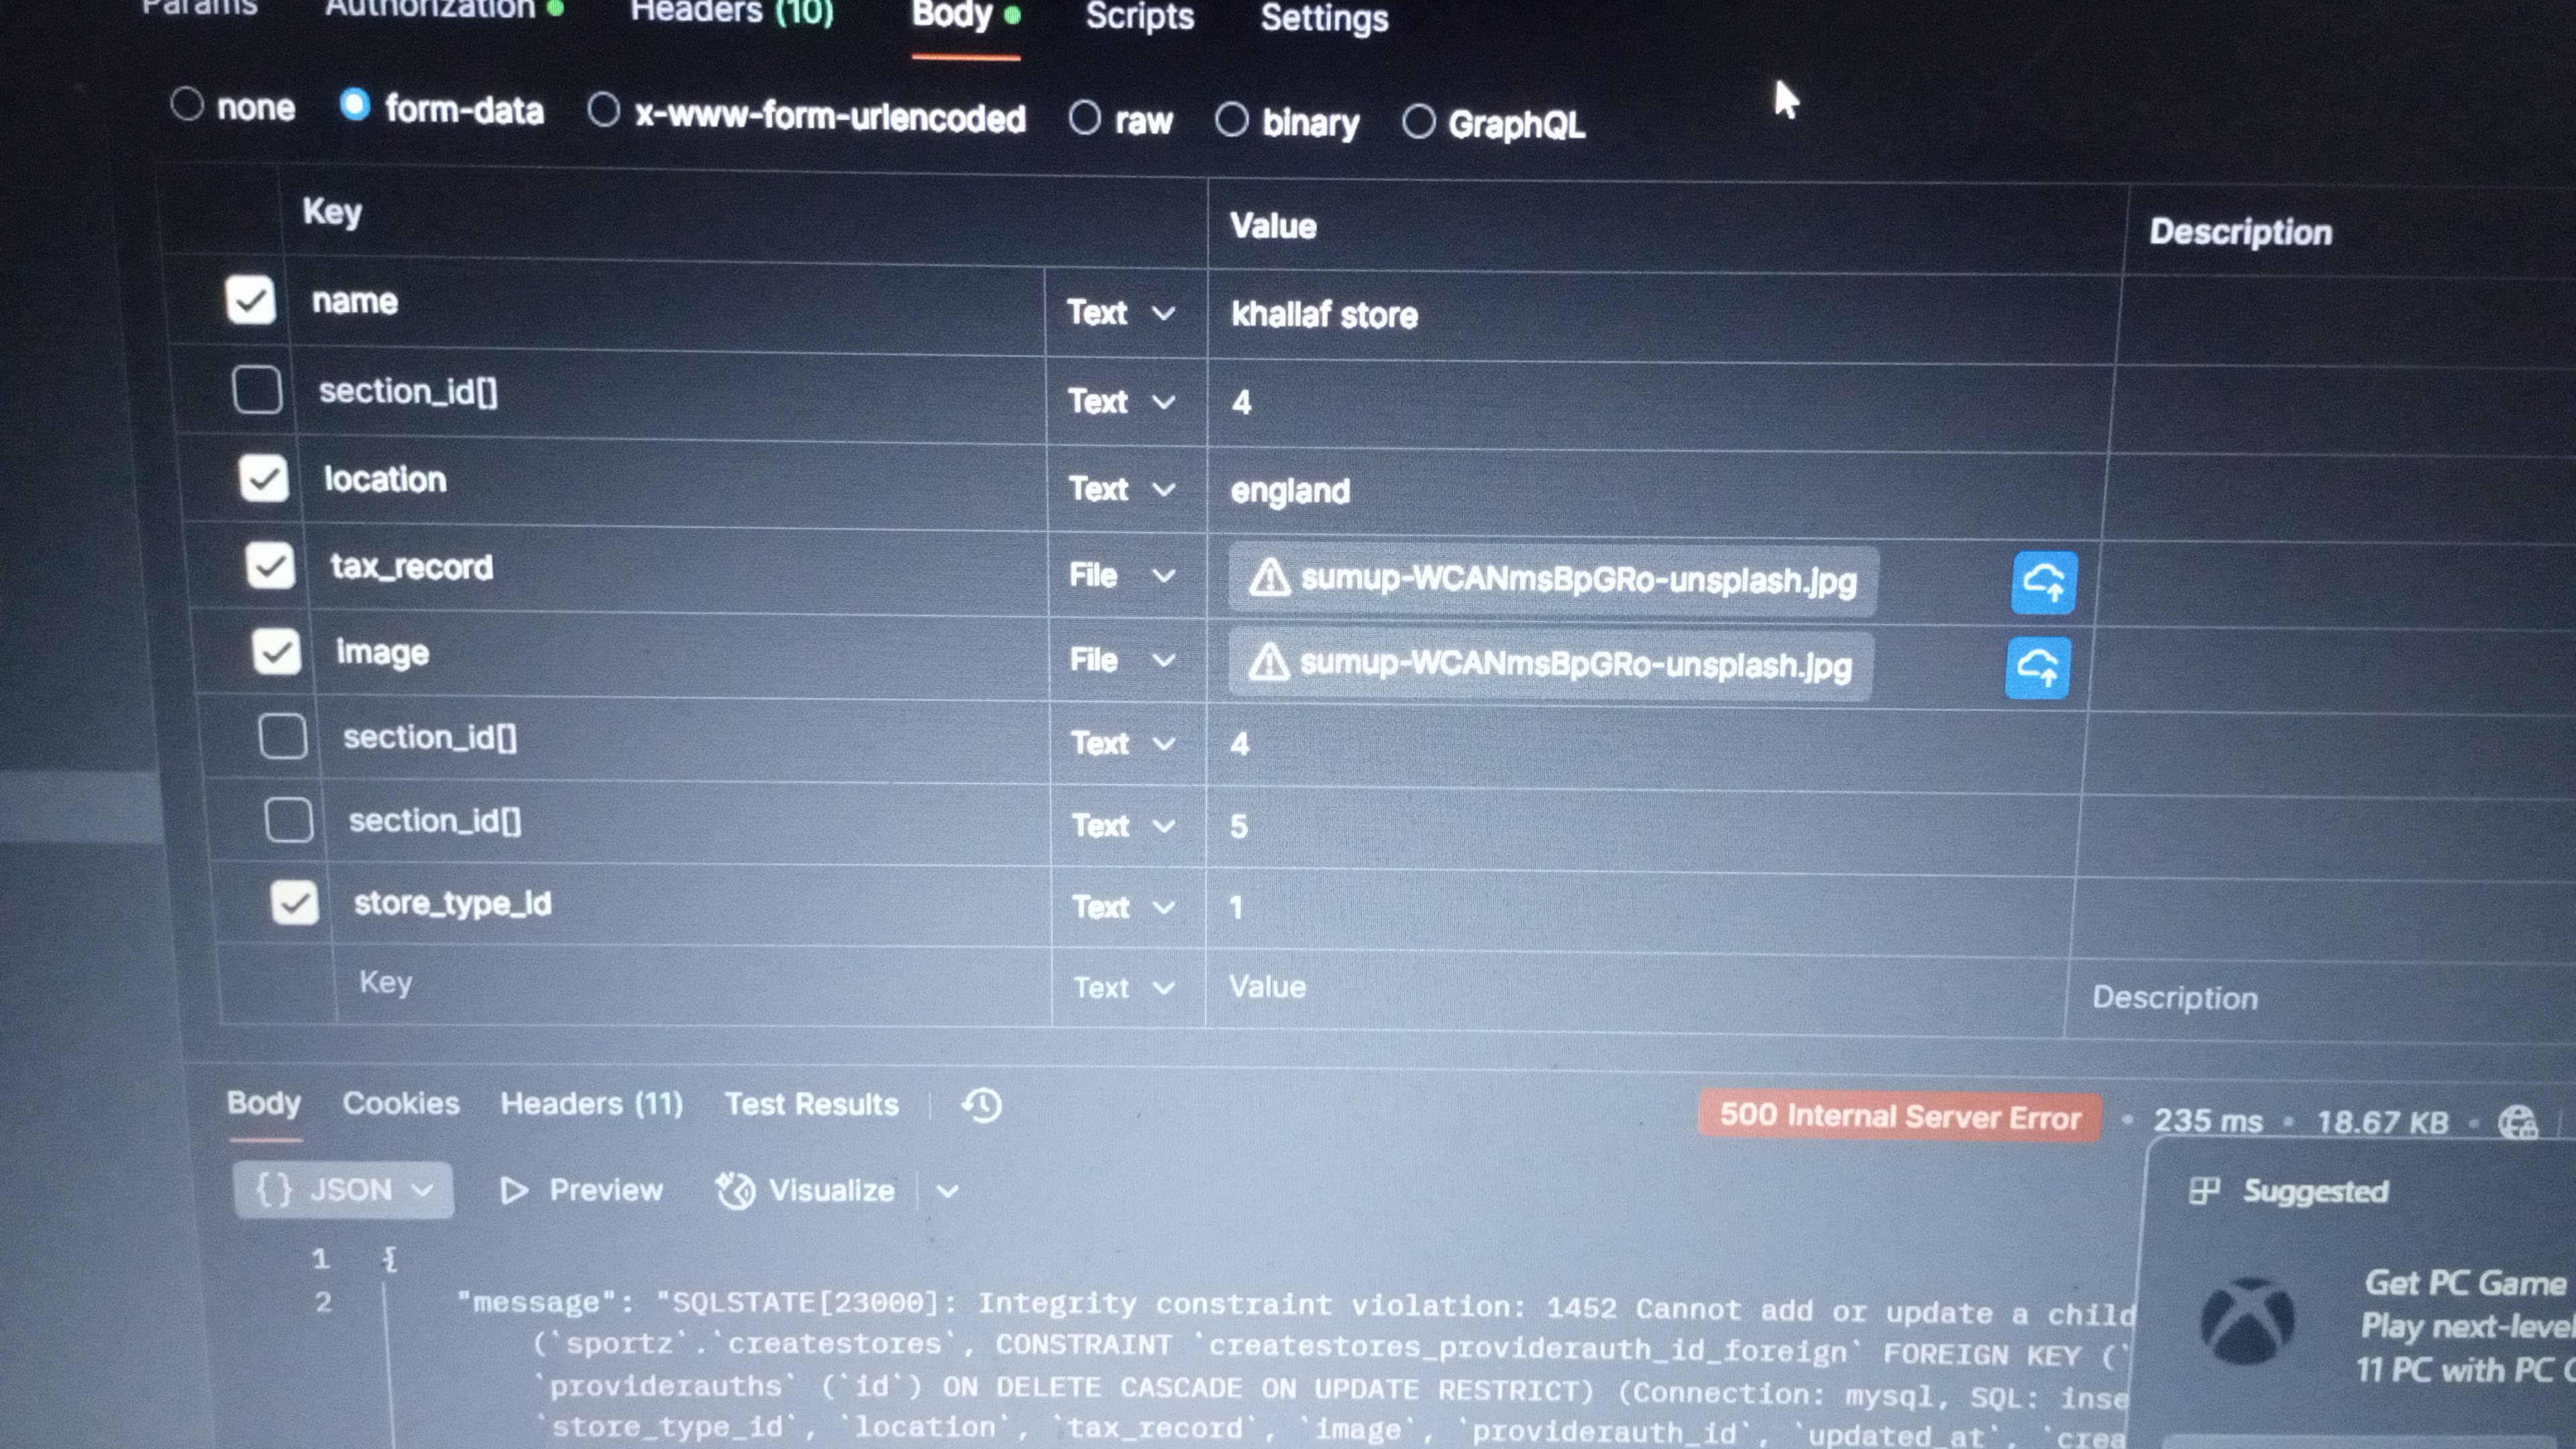 Params Authorization Headers (10) Body Scripts Settings
none form-data x-www-form-urlencoded raw binary GraphQL
Key Value Description
name Text khallaf store
section_id[] Text 4
location Text england
tax_record File sumup-WCANmsBpGRo-unsplash.jpg
image File sumup-WCANmsBpGRo-unsplash.jpg
section_id[] Text 4
section_id[] Text 5
store_type_id Text 1
Key Text Value Description
Body Cookies Headers (11) Test Results 500 Internal Server Error • 235 ms • 18.67 KB •
{} JSON Preview Visualize
Suggested
1 {
2 "message": "SQLSTATE[23000]: Integrity constraint violation: 1452 Cannot add or update a child
(`sportz`.`createstores`, CONSTRAINT `createstores_providerauth_id_foreign` FOREIGN KEY (`
`providerauths` (`id`) ON DELETE CASCADE ON UPDATE RESTRICT) (Connection: mysql, SQL: inse
`store_type_id`, `location`, `tax_record`, `image`, `providerauth_id`, `updated_at`, `crea
Get PC Game
Play next-level
11 PC with PC